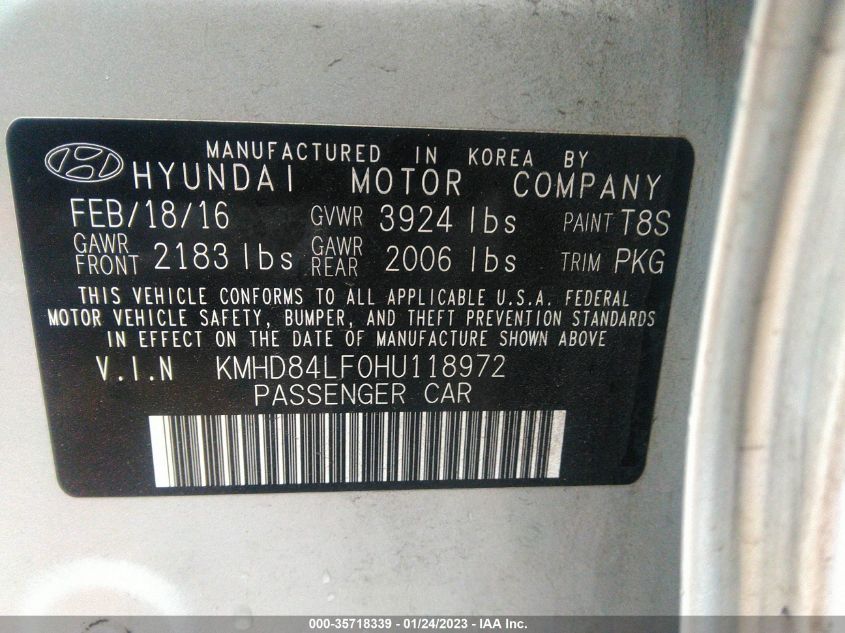 MANUFACTURED IN KOREA BY
HYUNDAI MOTOR COMPANY
FEB/18/16 GVWR 3924 lbs PAINT T8S
GAWR FRONT 2183 lbs GAWR REAR 2006 lbs TRIM PKG
THIS VEHICLE CONFORMS TO ALL APPLICABLE U.S.A. FEDERAL
MOTOR VEHICLE SAFETY, BUMPER, AND THEFT PREVENTION STANDARDS
IN EFFECT ON THE DATE OF MANUFACTURE SHOWN ABOVE
V.I.N KMHD84LF0HU118972
PASSENGER CAR
000-35718339 - 01/24/2023 - IAA Inc.